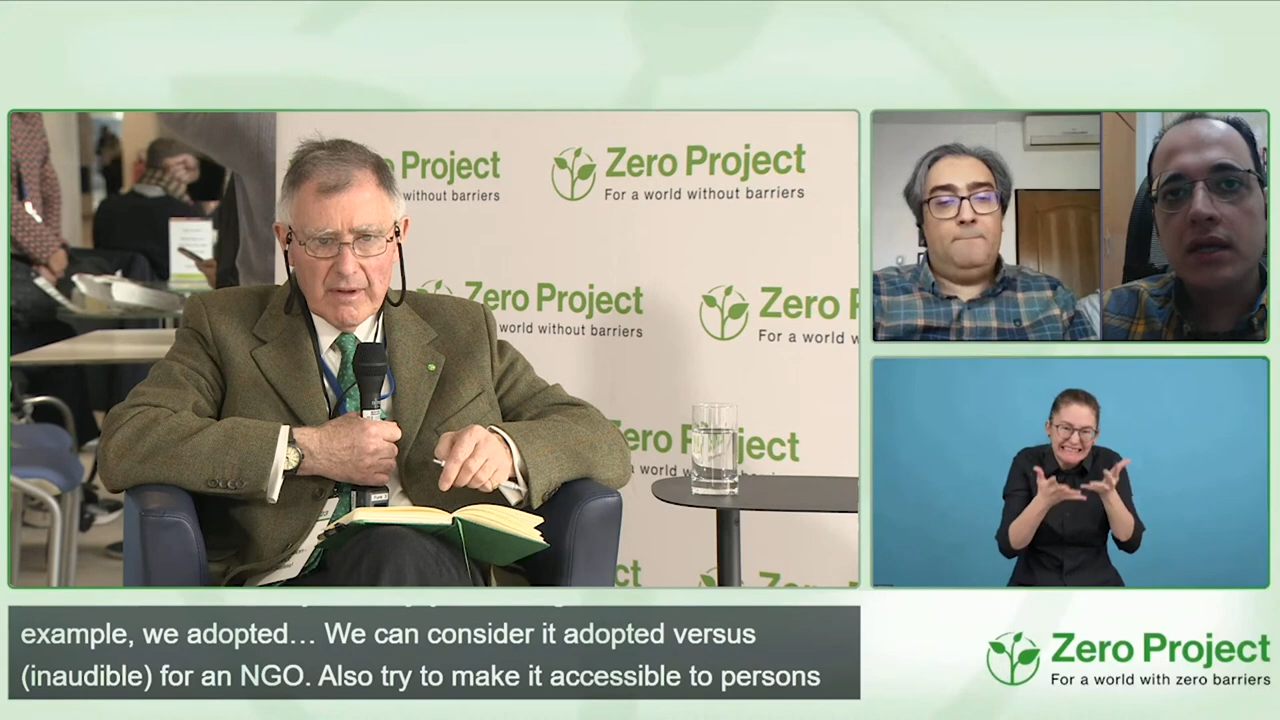 Project
without barriers
Zero Project
For a world without barriers
Zero Project
world without barriers
Zero
For a world
Zero Project
example, we adopted... We can consider it adopted versus
(inaudible) for an NGO. Also try to make it accessible to persons
Zero Project
For a world with zero barriers